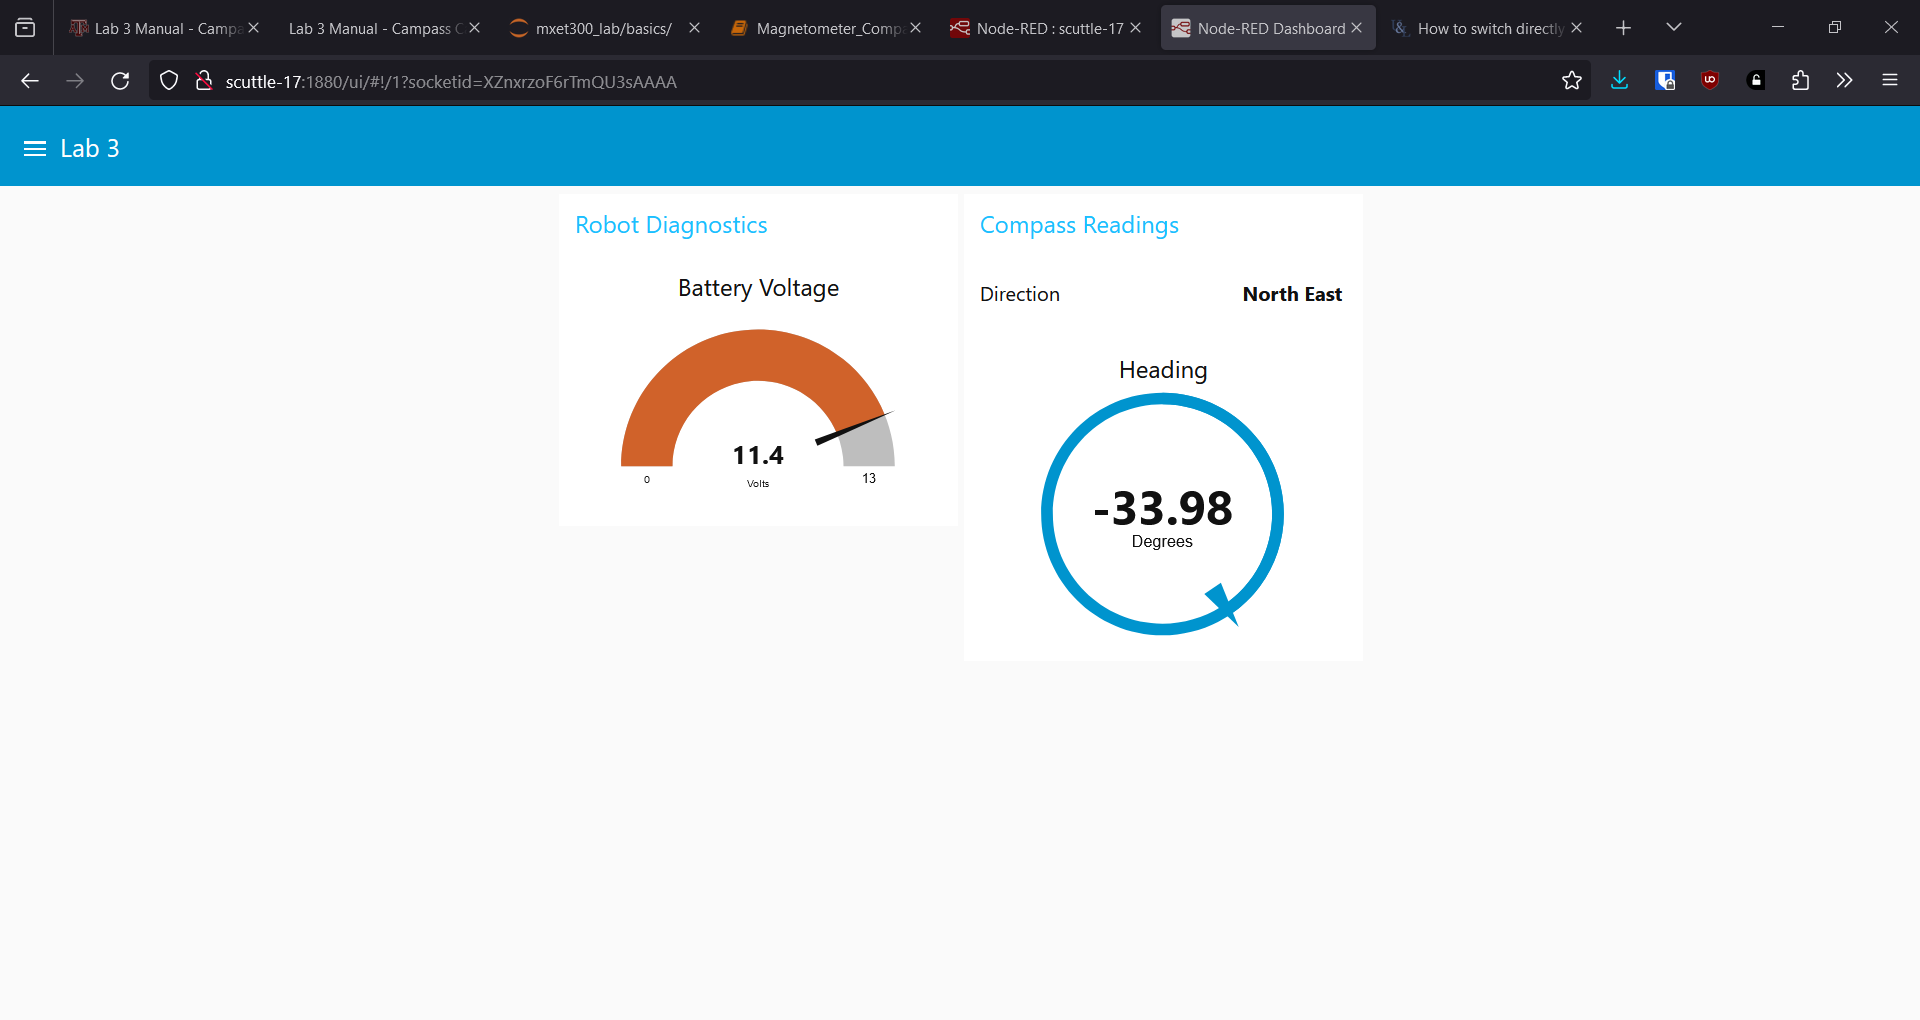 Lab 3 Manual - Campa
Lab 3 Manual - Campass C
mxet300_lab/basics/
Magnetometer_Comp
Node-RED : scuttle-17
Node-RED Dashboard
How to switch directly
scuttle-17:1880/ui/#!/1?socketid=XZnxrzoF6rTmQU3sAAAA
Lab 3
Robot Diagnostics
Battery Voltage
11.4
Volts
0
13
Compass Readings
Direction
North East
Heading
-33.98
Degrees